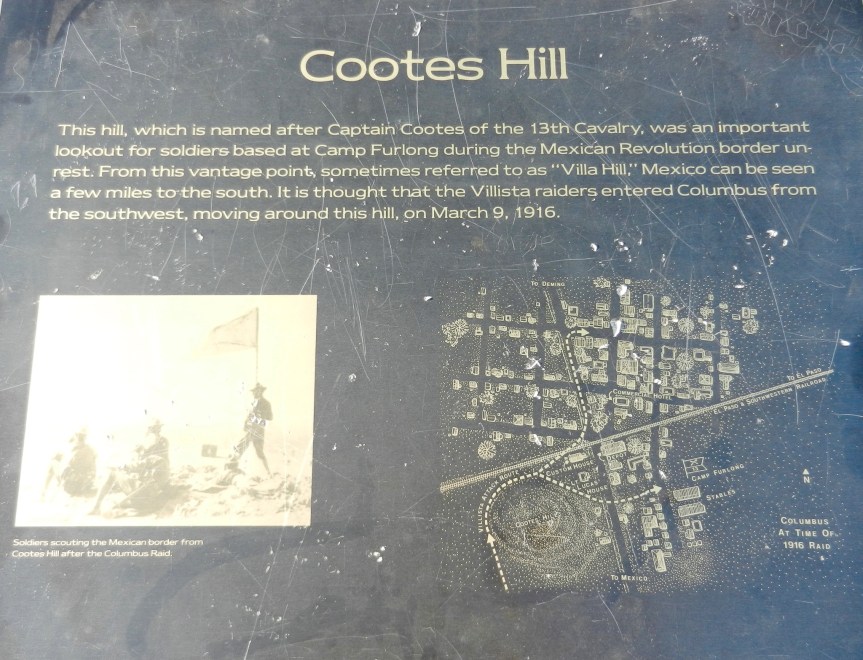 Cootes Hill
This hill, which is named after Captain Cootes of the 13th Cavalry, was an important
lookout for soldiers based at Camp Furlong during the Mexican Revolution border un-
rest. From this vantage point, sometimes referred to as "Villa Hill," Mexico can be seen
a few miles to the south. It is thought that the Villista raiders entered Columbus from
the southwest, moving around this hill, on March 9, 1916.
Soldiers scouting the Mexican border from
Cootes Hill after the Columbus Raid.
To Deming
Commercial Hotel
To El Paso
El Paso & Southwestern Railroad
Camp Furlong
Stables
N
Columbus
At Time Of
1916 Raid
To Mexico